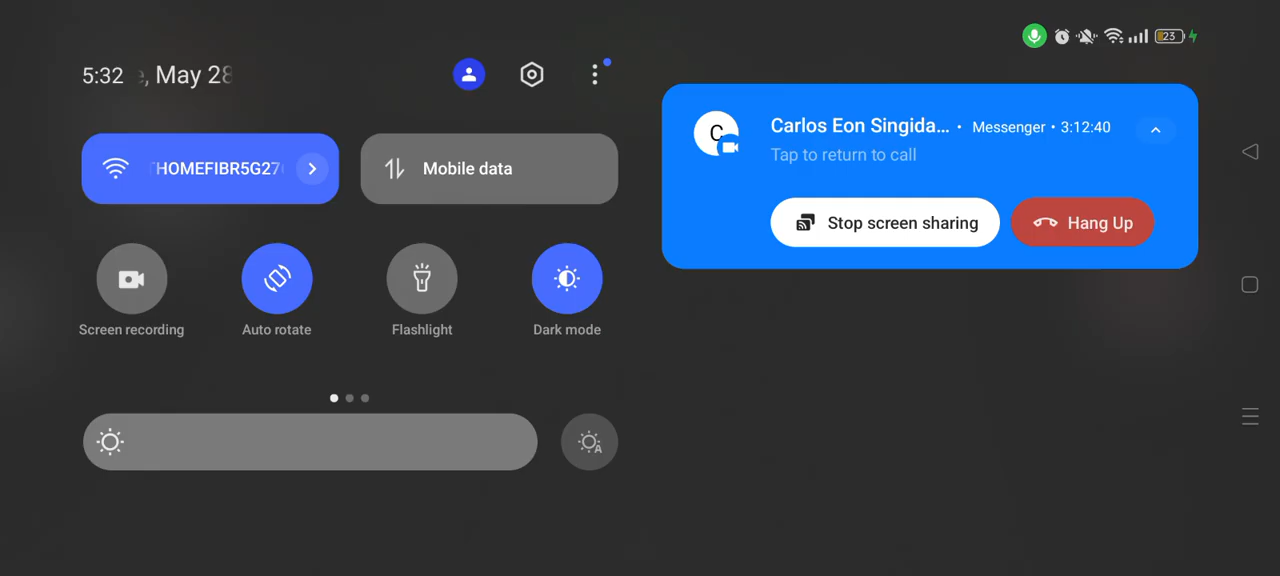 5:32 e, May 28
23
THOMEFIBR5G27
Mobile data
Screen recording
Auto rotate
Flashlight
Dark mode
A
C
Carlos Eon Singida... • Messenger • 3:12:40
Tap to return to call
Stop screen sharing
Hang Up